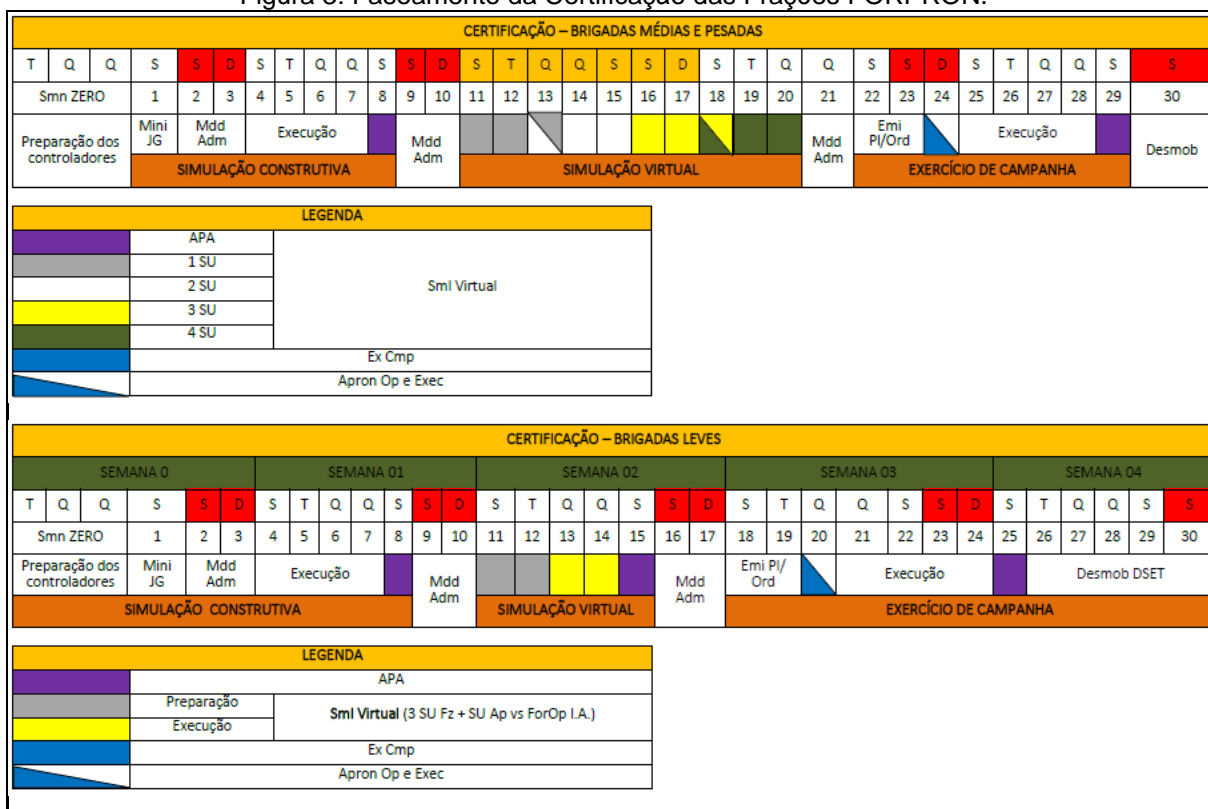 Figura 8: Faseamento da Certificação das Frações FORPRON.
CERTIFICAÇÃO – BRIGADAS MÉDIAS E PESADAS
T Q Q S S D S T Q Q S S D S T Q Q S S D S T Q Q S S D S T Q Q S S
Smn ZERO 1 2 3 4 5 6 7 8 9 10 11 12 13 14 15 16 17 18 19 20 21 22 23 24 25 26 27 28 29 30
Preparação dos controladores Mini JG Mdd Adm Execução Mdd Adm Mdd Adm Emi Pl/Ord Execução Desmob
SIMULAÇÃO CONSTRUTIVA SIMULAÇÃO VIRTUAL EXERCÍCIO DE CAMPANHA
LEGENDA
APA
1 SU
2 SU
Sml Virtual
3 SU
4 SU
Ex Cmp
Apron Op e Exec
CERTIFICAÇÃO – BRIGADAS LEVES
SEMANA 0 SEMANA 01 SEMANA 02 SEMANA 03 SEMANA 04
T Q Q S S D S T Q Q S S D S T Q Q S S D S T Q Q S S D S T Q Q S S
Smn ZERO 1 2 3 4 5 6 7 8 9 10 11 12 13 14 15 16 17 18 19 20 21 22 23 24 25 26 27 28 29 30
Preparação dos controladores Mini JG Mdd Adm Execução Mdd Adm Mdd Adm Emi Pl/ Ord Execução Desmob DSET
SIMULAÇÃO CONSTRUTIVA SIMULAÇÃO VIRTUAL EXERCÍCIO DE CAMPANHA
LEGENDA
APA
Preparação
Sml Virtual (3 SU Fz + SU Ap vs ForOp I.A.)
Execução
Ex Cmp
Apron Op e Exec